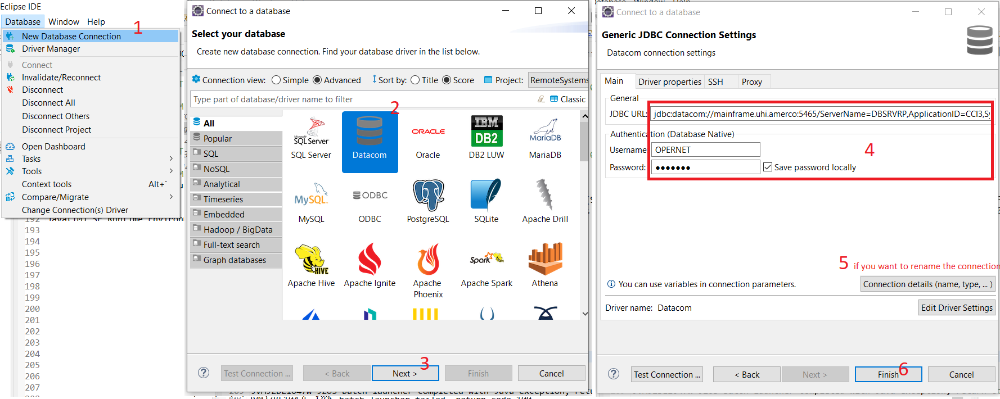 Eclipse IDE
Database Window Help
1
New Database Connection
Driver Manager
Connect
Invalidate/Reconnect
Disconnect
Disconnect All
Disconnect Others
Disconnect Project
Open Dashboard
Tasks
Tools
Context tools Alt+`
Compare/Migrate
Change Connection(s) Driver
192
193
194
195
196
197
198
199
200
201
202
203
204
205
206
207
Connect to a database
Select your database
Create new database connection. Find your database driver in the list below.
Connection view: Simple Advanced Sort by: Title Score Project: RemoteSystems
Type part of database/driver name to filter
Classic
2
All
Popular
SQL
NoSQL
Analytical
Timeseries
Embedded
Hadoop / BigData
Full-text search
Graph databases
Microsoft
SQL Server
ORACLE
IBM
DB2
MariaDB
SQL Server Datacom Oracle DB2 LUW MariaDB
MySQL
ODBC
MySQL ODBC PostgreSQL SQLite Apache Drill
HIVE
Spark
HIVE
Apache Hive Apache Ignite Apache Phoenix Apache Spark Athena
3
Test Connection ... < Back Next > Finish Cancel
Connect to a database
Generic JDBC Connection Settings
Datacom connection settings
Main Driver properties SSH Proxy
General
JDBC URL: jdbc:datacom://mainframe.uhi.amerco:5465/ServerName=DBSRVRP,ApplicationID=CCI3,Sy
Authentication (Database Native)
Username: OPERNET
4
Password: ●●●●●●● Save password locally
5 if you want to rename the connection
You can use variables in connection parameters.
Connection details (name, type, ... )
Driver name: Datacom
Edit Driver Settings
Test Connection ... < Back Next > Finish Cancel
6